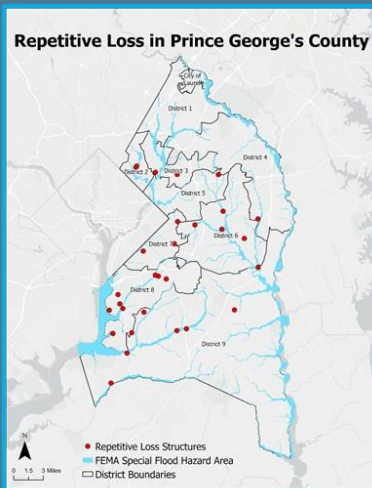 Repetitive Loss in Prince George's County
City of
Laurel
District 1
District 4
District 2
District 3
District 5
District 7
District 6
District 8
District 9
N
Repetitive Loss Structures
FEMA Special Flood Hazard Area
District Boundaries
0 1.5 3 Miles